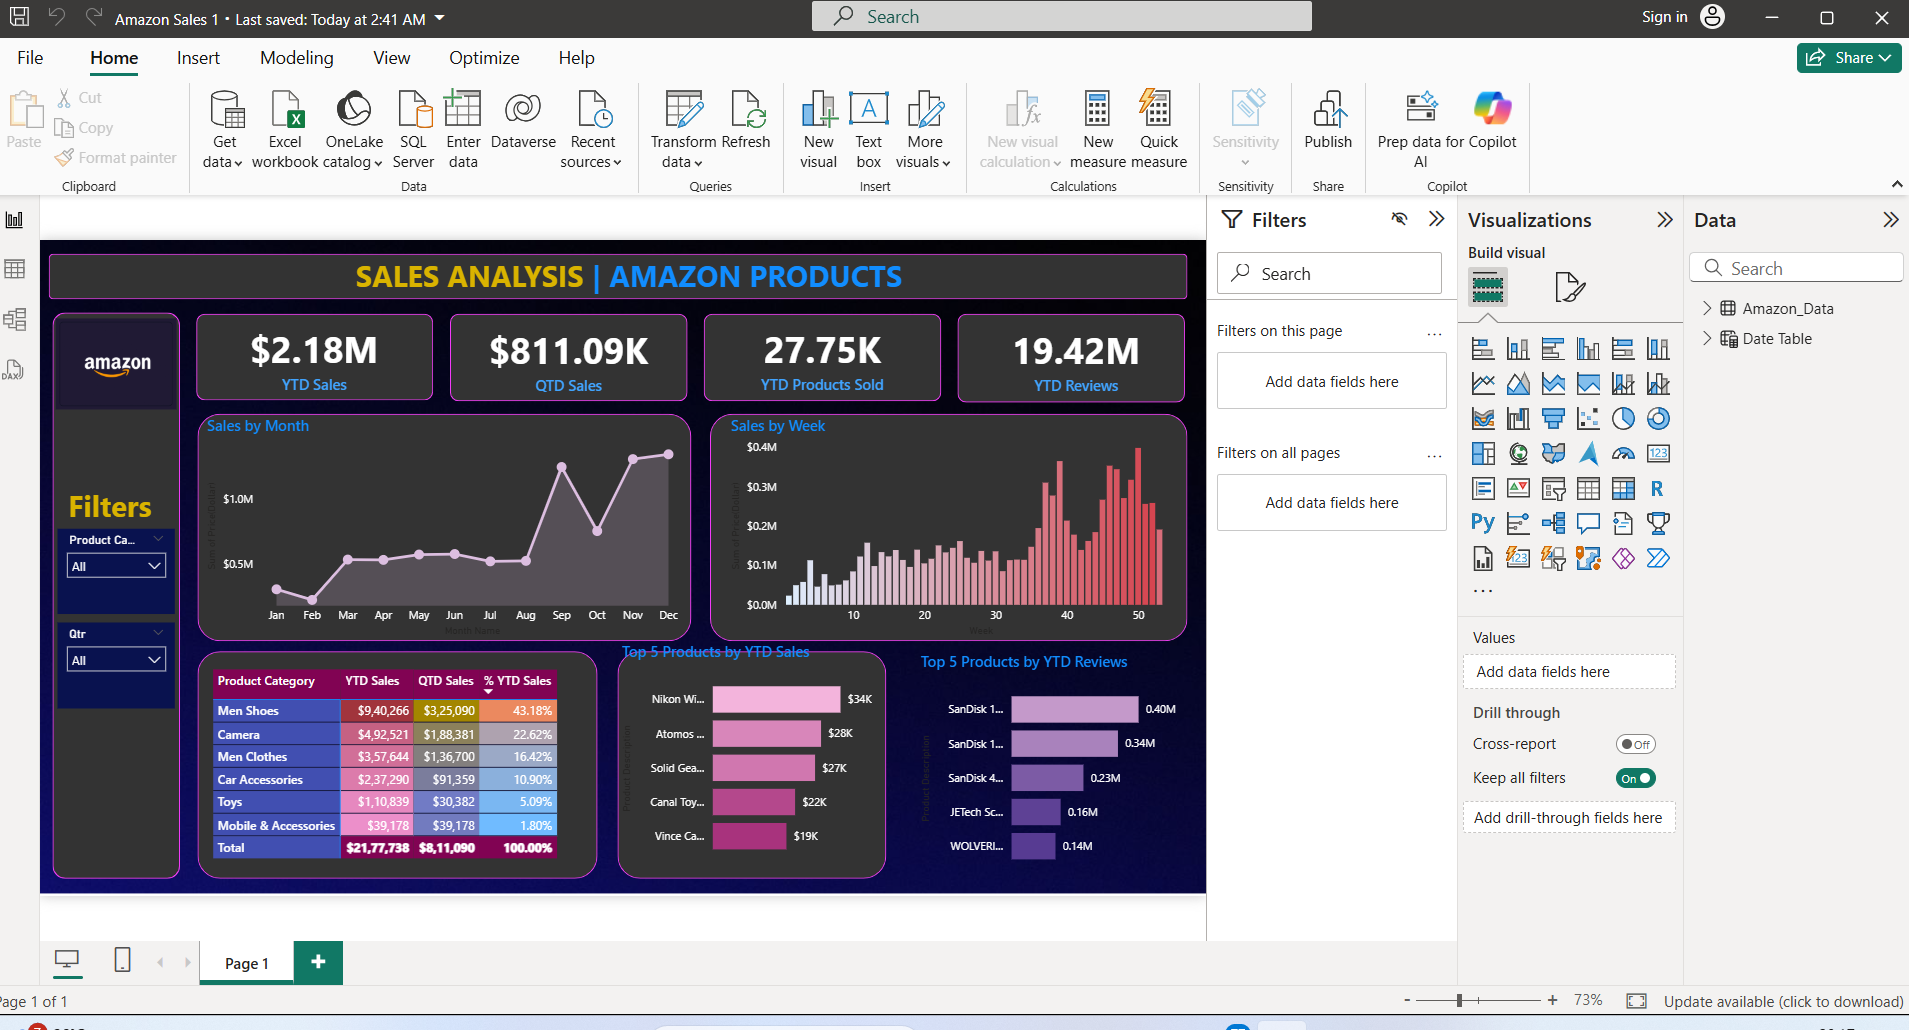 Amazon Sales 1 • Last saved: Today at 2:41 AM
Search
Sign in
File Home Insert Modeling View Optimize Help
Share
Paste
Cut
Copy
Format painter
Clipboard
Get data
Excel workbook
OneLake catalog
SQL Server
Enter data
Dataverse
Recent sources
Data
Transform data
Refresh
Queries
New visual
Text box
More visuals
Insert
New visual calculation
New measure
Quick measure
Calculations
Sensitivity
Sensitivity
Publish
Share
Prep data for AI
Copilot
Copilot
SALES ANALYSIS | AMAZON PRODUCTS
amazon
Filters
Product Ca...
All
Qtr
All
$2.18M
YTD Sales
$811.09K
QTD Sales
27.75K
YTD Products Sold
19.42M
YTD Reviews
Sales by Month
$1.0M
$0.5M
Jan Feb Mar Apr May Jun Jul Aug Sep Oct Nov Dec
Month Name
Sales by Week
$0.4M
$0.3M
$0.2M
$0.1M
$0.0M
10 20 30 40 50
Week
Product Category YTD Sales QTD Sales % YTD Sales
Men Shoes $9,40,266 $3,25,090 43.18%
Camera $4,92,521 $1,88,381 22.62%
Men Clothes $3,57,644 $1,36,700 16.42%
Car Accessories $2,37,290 $91,359 10.90%
Toys $1,10,839 $30,382 5.09%
Mobile & Accessories $39,178 $39,178 1.80%
Total $21,77,738 $8,11,090 100.00%
Top 5 Products by YTD Sales
Product Description
Nikon Wi... $34K
Atomos ... $28K
Solid Gea... $27K
Canal Toy... $22K
Vince Ca... $19K
Top 5 Products by YTD Reviews
Product Description
SanDisk 1... 0.40M
SanDisk 1... 0.34M
SanDisk 4... 0.23M
JETech Sc... 0.16M
WOLVERI... 0.14M
Filters
Search
Filters on this page ...
Add data fields here
Filters on all pages ...
Add data fields here
Visualizations
Build visual
123
R
Py
123
...
Values
Add data fields here
Drill through
Cross-report Off
Keep all filters On
Add drill-through fields here
Data
Search
Amazon_Data
Date Table
DAX
Page 1
Page 1 of 1
- + 73%
Update available (click to download)